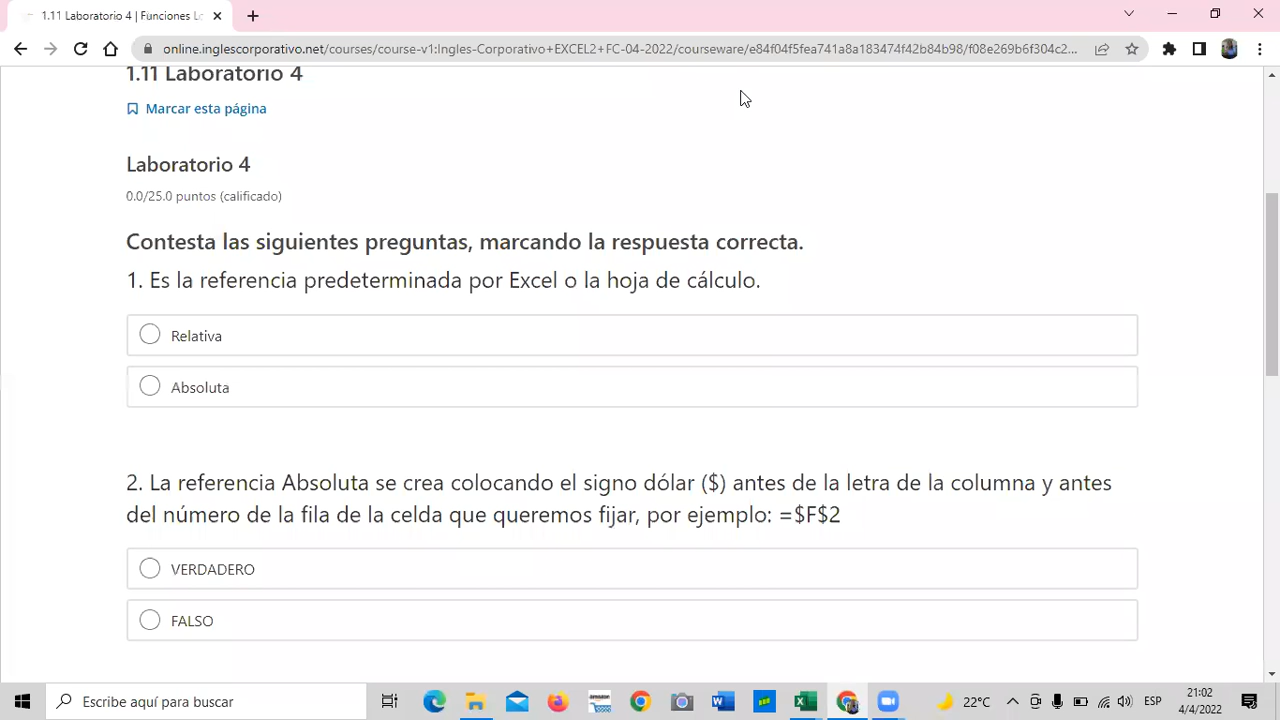 1.11 Laboratorio 4 | Funciones Lo
online.inglescorporativo.net/courses/course-v1:Ingles-Corporativo+EXCEL2+FC-04-2022/courseware/e84f04f5fea741a8a183474f42b84b98/f08e269b6f304c2...
1.11 Laboratorio 4
Marcar esta página
Laboratorio 4
0.0/25.0 puntos (calificado)
Contesta las siguientes preguntas, marcando la respuesta correcta.
1. Es la referencia predeterminada por Excel o la hoja de cálculo.
Relativa
Absoluta
2. La referencia Absoluta se crea colocando el signo dólar ($) antes de la letra de la columna y antes
del número de la fila de la celda que queremos fijar, por ejemplo: =$F$2
VERDADERO
FALSO
Escribe aquí para buscar
22°C
ESP
21:02
4/4/2022